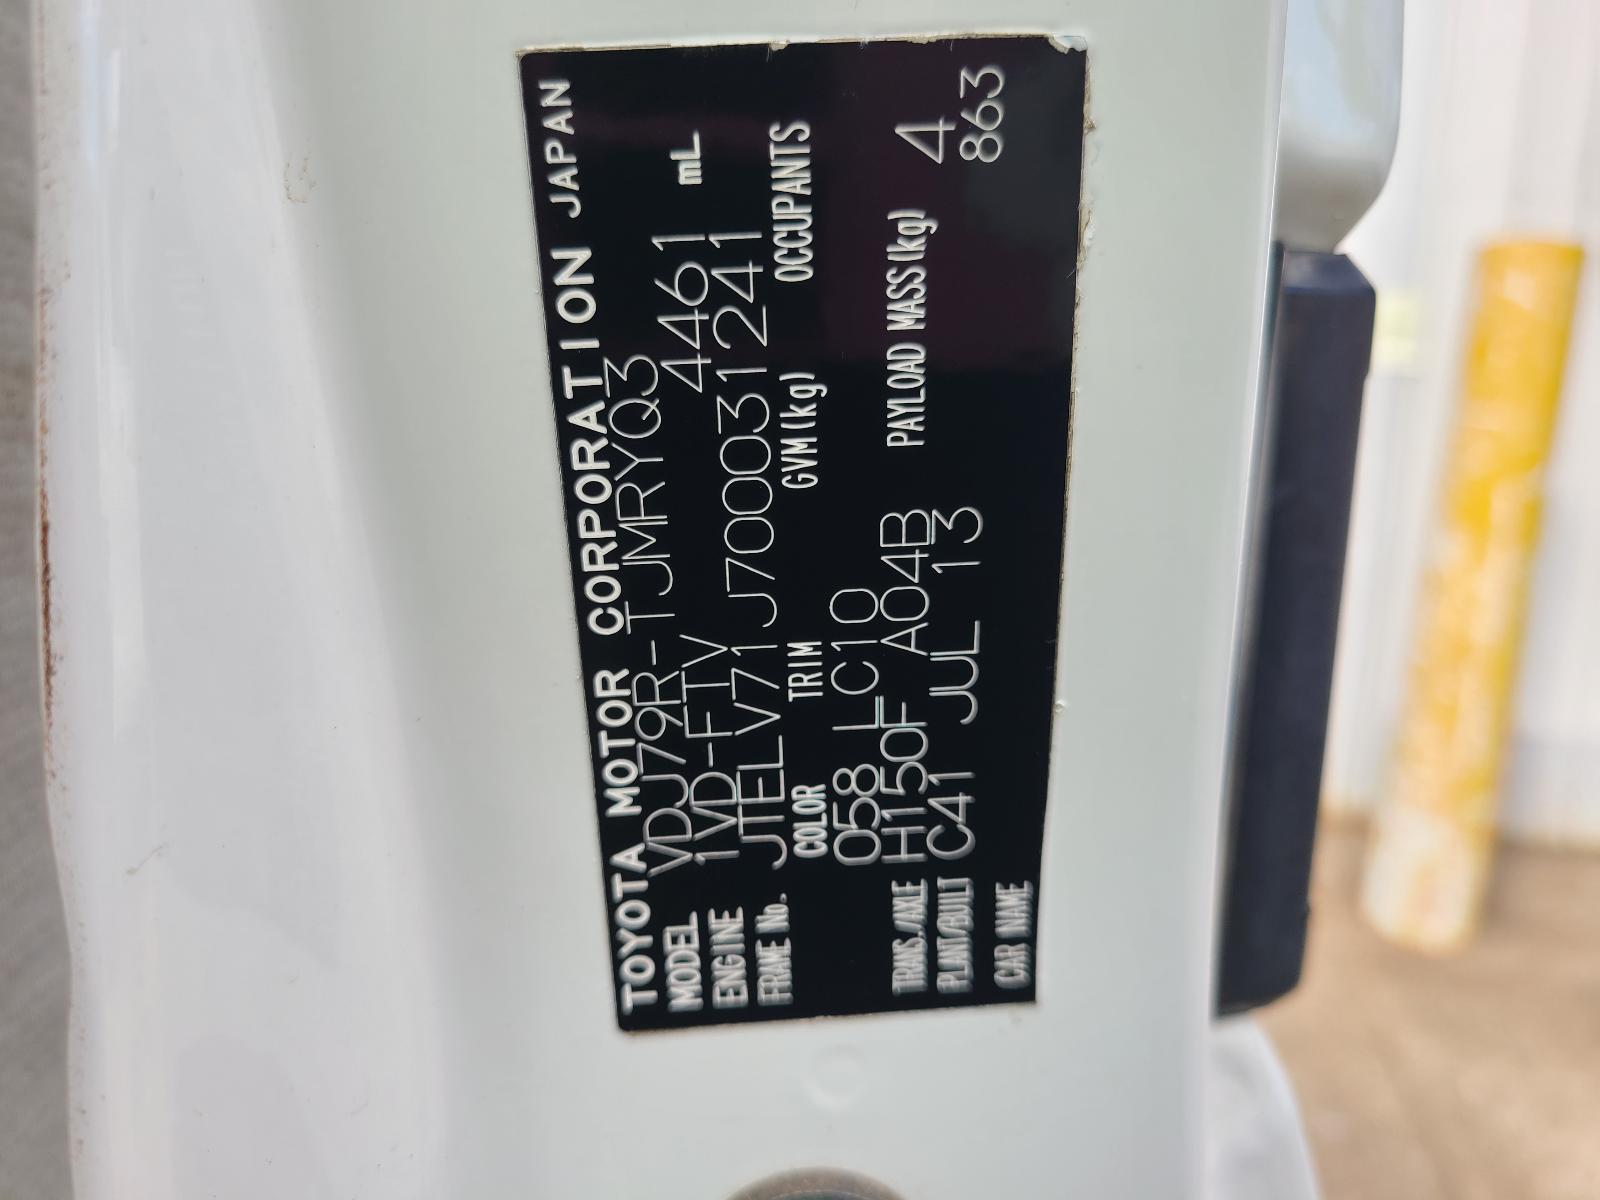 TOYOTA MOTOR CORPORATION JAPAN
MODEL VDJ79R-TJMRYQ3
ENGINE 1VD-FTV 4461 mL
FRAME No. JTELV71J700031241
COLOR TRIM GVM(kg) OCCUPANTS
058 LC10 4
TRANS./AXLE H150F A04B PAYLOAD MASS(kg) 863
PLANT/BUILT C41 JUL 13
CAR NAME